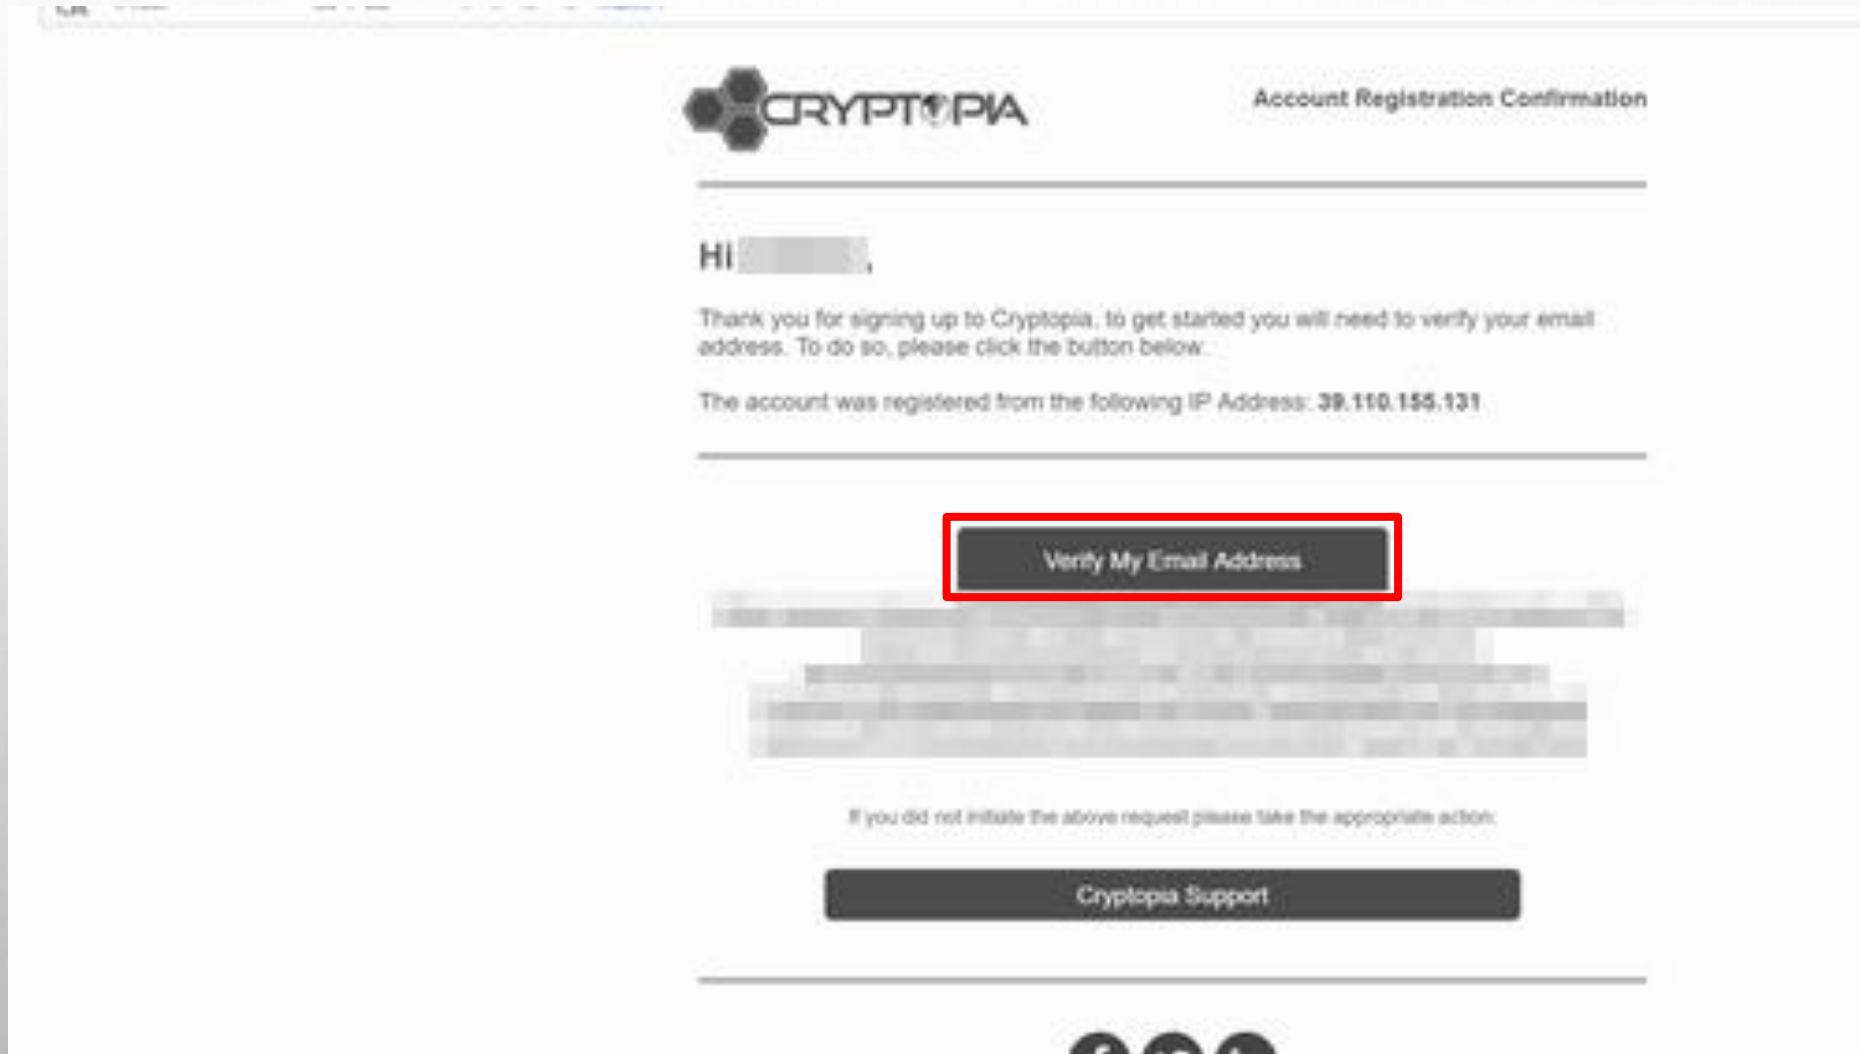 CRYPTOPIA
Account Registration Confirmation
Hi ,
Thank you for signing up to Cryptopia, to get started you will need to verify your email
address. To do so, please click the button below.
The account was registered from the following IP Address: 39.110.155.131
Verify My Email Address
If you did not initiate the above request please take the appropriate action:
Cryptopia Support